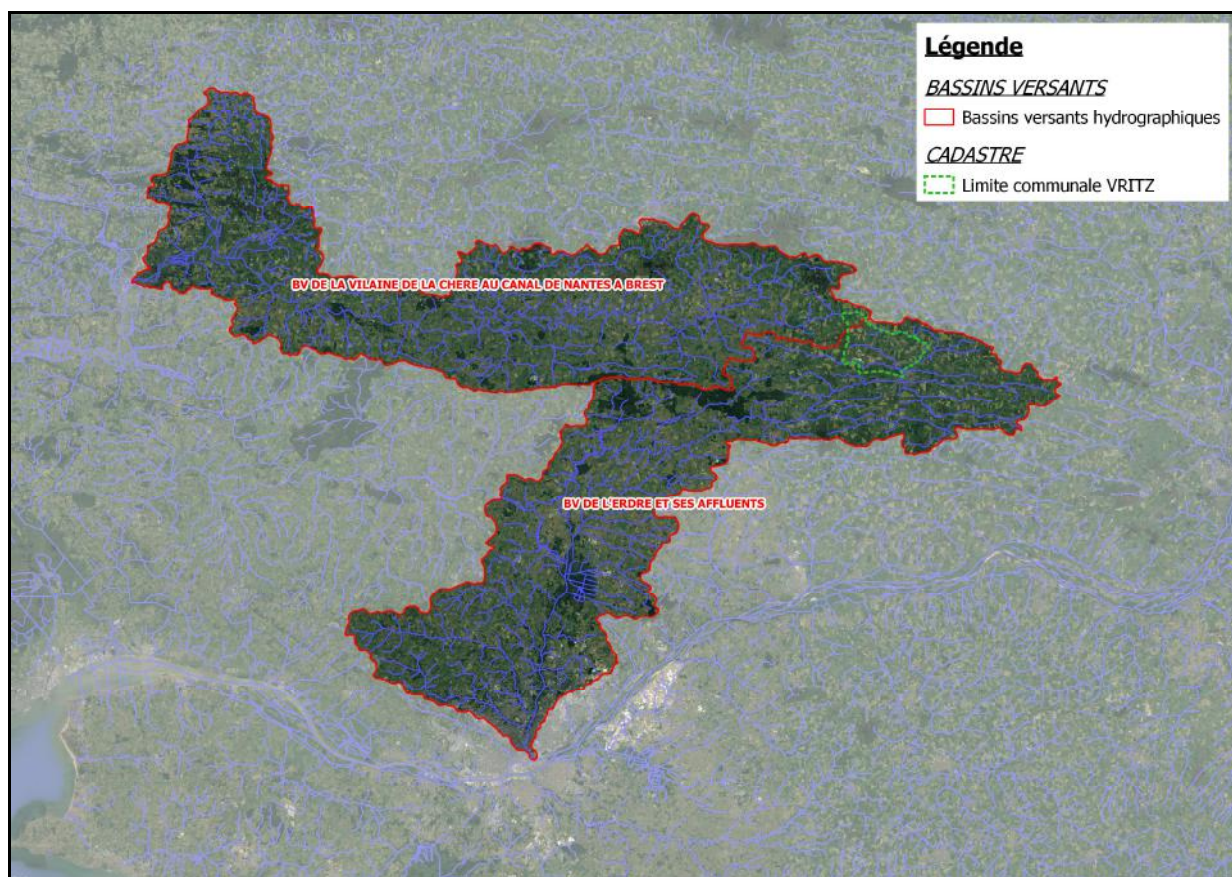 Légende
BASSINS VERSANTS
Bassins versants hydrographiques
CADASTRE
Limite communale VRITZ
BV DE LA VILAINE DE LA CHERE AU CANAL DE NANTES A BREST
BV DE L'ERDRE ET SES AFFLUENTS